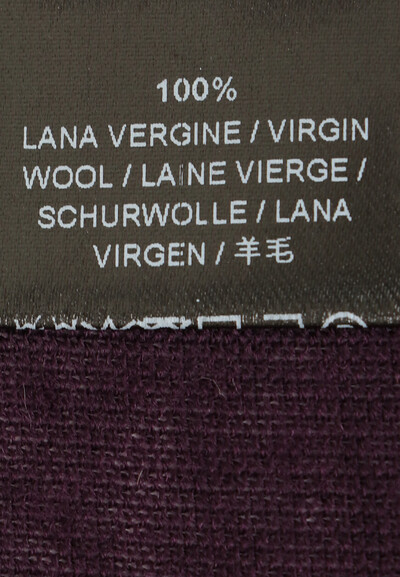 100%
LANA VERGINE / VIRGIN
WOOL / LAINE VIERGE /
SCHURWOLLE / LANA
VIRGEN / 羊毛